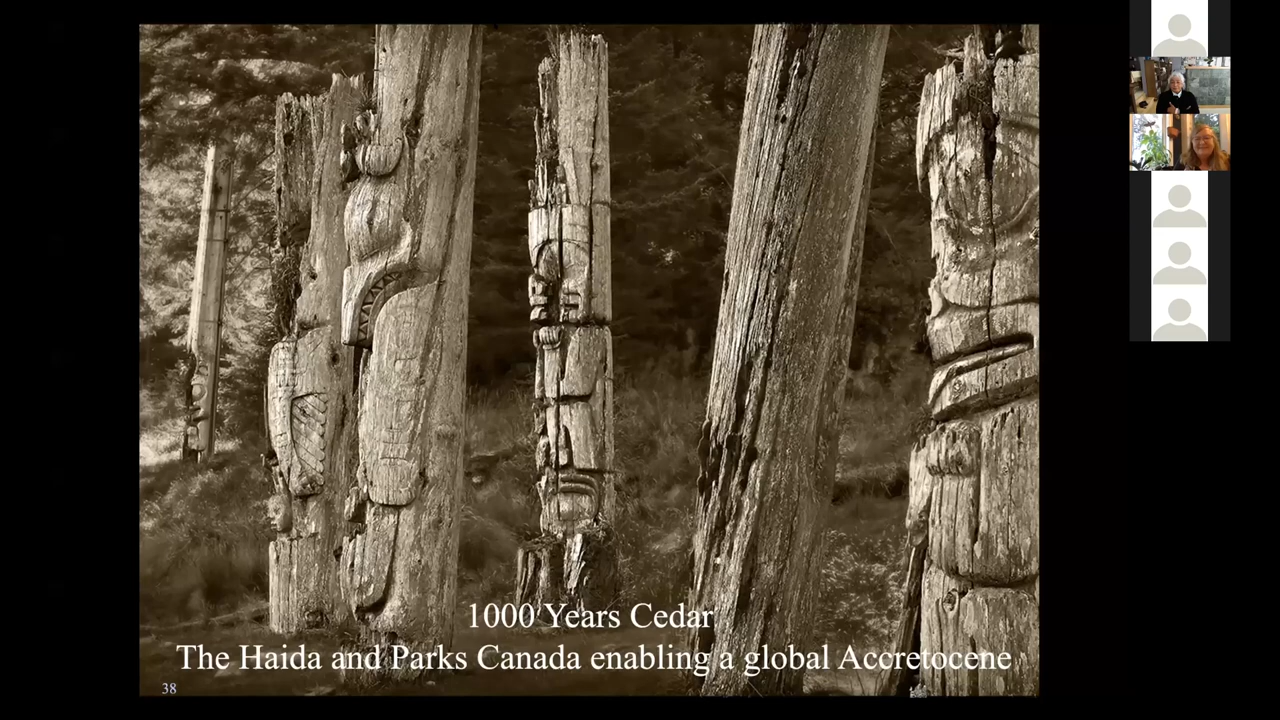 1000 Years Cedar
The Haida and Parks Canada enabling a global Accretocene
38